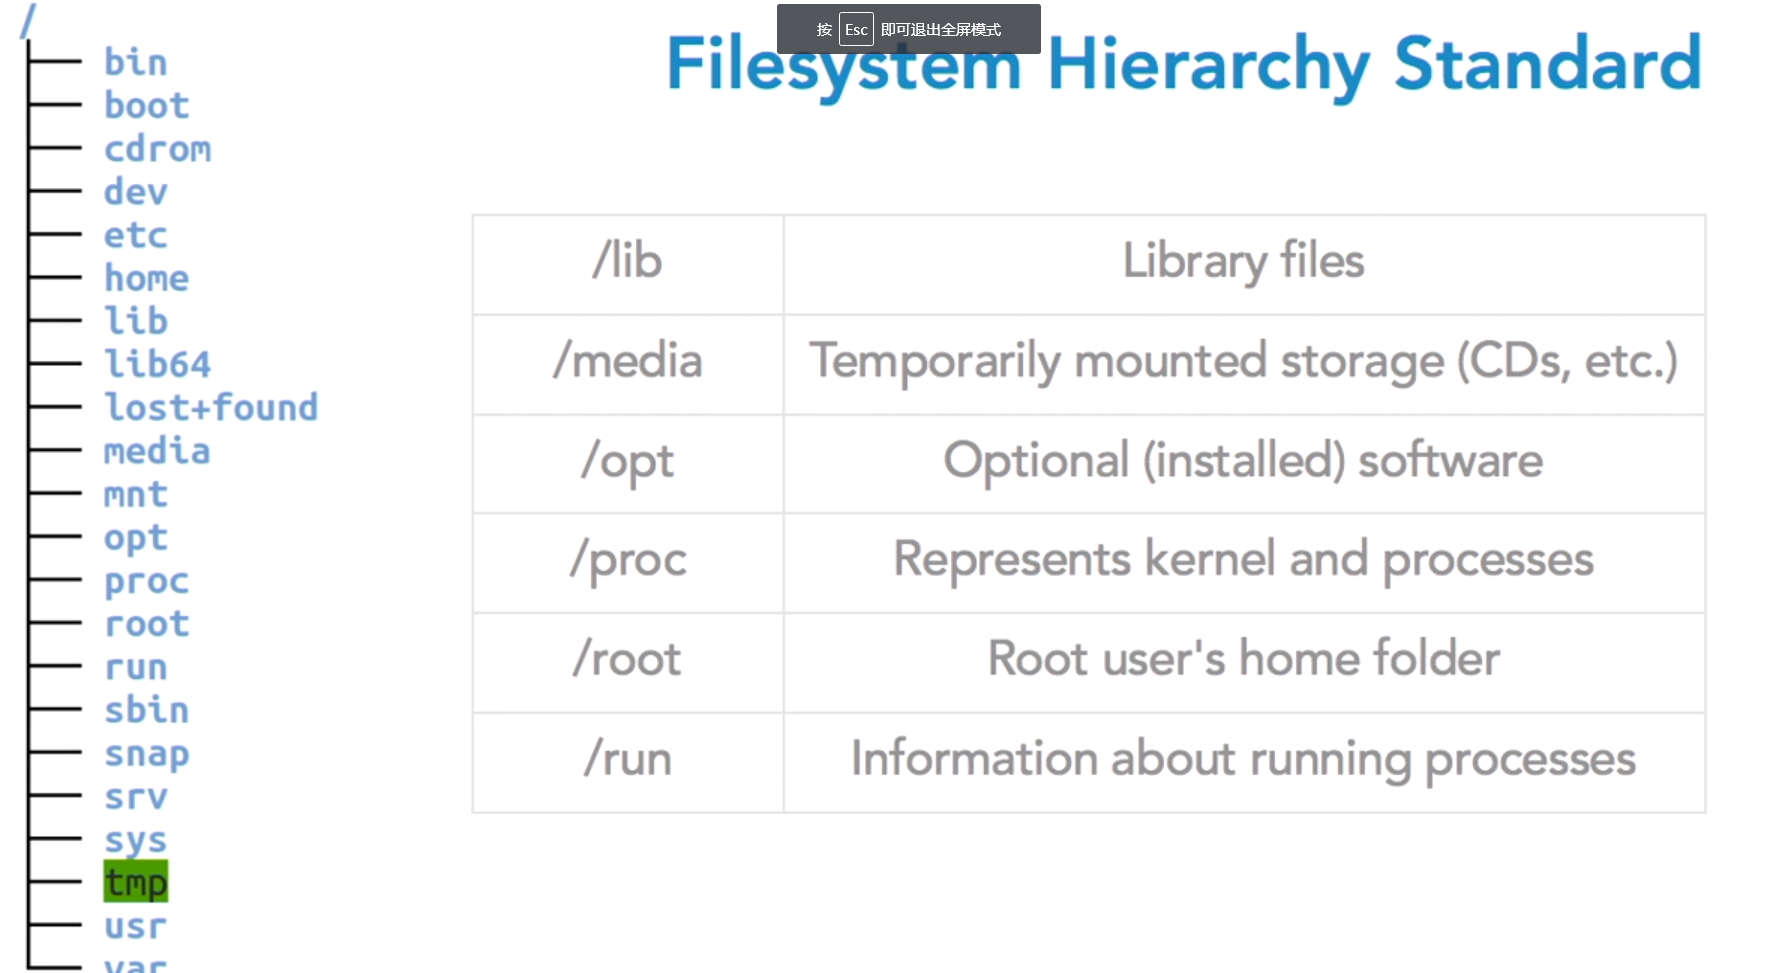 /
bin
boot
cdrom
dev
etc
home
lib
lib64
lost+found
media
mnt
opt
proc
root
run
sbin
snap
srv
sys
tmp
usr
var
按 Esc 即可退出全屏模式
Filesystem Hierarchy Standard
/lib Library files
/media Temporarily mounted storage (CDs, etc.)
/opt Optional (installed) software
/proc Represents kernel and processes
/root Root user's home folder
/run Information about running processes